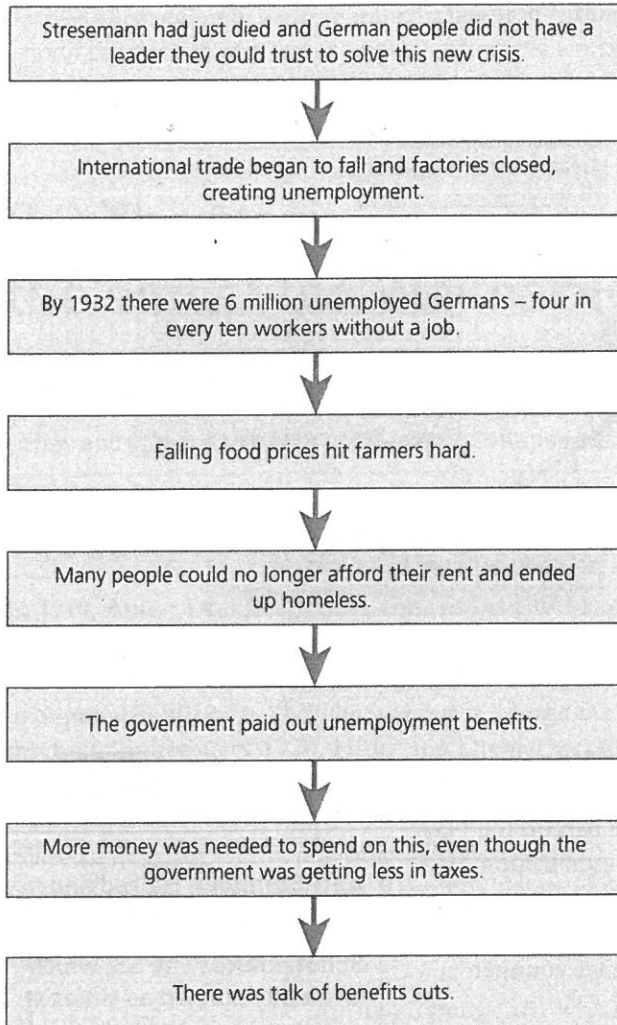 Stresemann had just died and German people did not have a
leader they could trust to solve this new crisis.
International trade began to fall and factories closed,
creating unemployment.
By 1932 there were 6 million unemployed Germans – four in
every ten workers without a job.
Falling food prices hit farmers hard.
Many people could no longer afford their rent and ended
up homeless.
The government paid out unemployment benefits.
More money was needed to spend on this, even though the
government was getting less in taxes.
There was talk of benefits cuts.